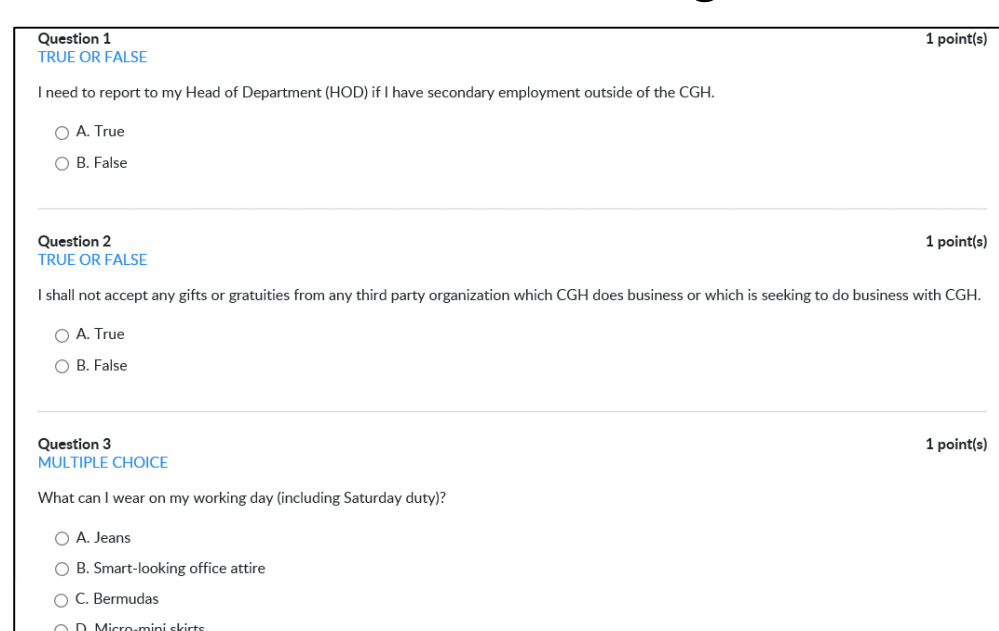 Question 1 1 point(s)
TRUE OR FALSE
I need to report to my Head of Department (HOD) if I have secondary employment outside of the CGH.
A. True
B. False
Question 2 1 point(s)
TRUE OR FALSE
I shall not accept any gifts or gratuities from any third party organization which CGH does business or which is seeking to do business with CGH.
A. True
B. False
Question 3 1 point(s)
MULTIPLE CHOICE
What can I wear on my working day (including Saturday duty)?
A. Jeans
B. Smart-looking office attire
C. Bermudas
D. Micro-mini skirts